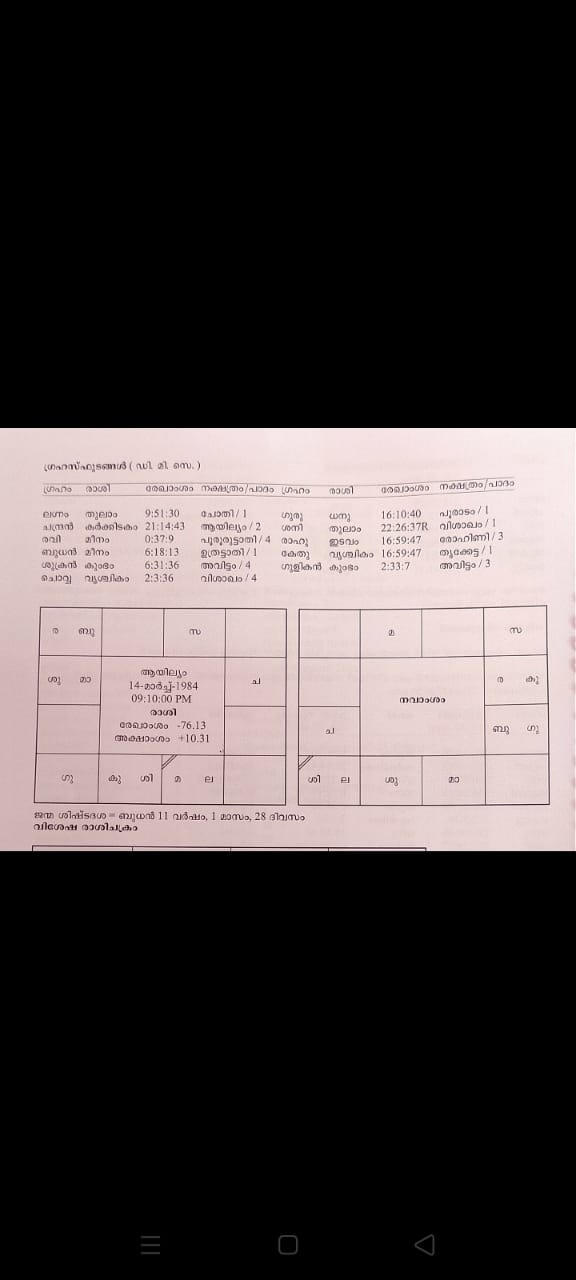 ഗ്രഹസ്ഫുടങ്ങൾ ( ഡി. മി. സെ. )
ഗ്രഹം രാശി രേഖാംശം നക്ഷത്രം/പാദം ഗ്രഹം രാശി രേഖാംശം നക്ഷത്രം/പാദം
ലഗ്നം തുലാം 9:51:30 ചോതി / 1 ഗുരു ധനു 16:10:40 പൂരാടം / 1
ചന്ദ്രൻ കർക്കിടകം 21:14:43 ആയില്യം / 2 ശനി തുലാം 22:26:37R വിശാഖം / 1
രവി മീനം 0:37:9 പൂരുരുട്ടാതി / 4 രാഹു ഇടവം 16:59:47 രോഹിണി / 3
ബുധൻ മീനം 6:18:13 ഉത്രട്ടാതി / 1 കേതു വൃശ്ചികം 16:59:47 തൃക്കേട്ട / 1
ശുക്രൻ കുംഭം 6:31:36 അവിട്ടം / 4 ഗുളികൻ കുംഭം 2:33:7 അവിട്ടം / 3
ചൊവ്വ വൃശ്ചികം 2:3:36 വിശാഖം / 4
ര ബു സ മ സ
ശു മാ ആയില്യം ച ര കു
14-മാർച്ച്-1984
09:10:00 PM നവാംശം
രാശി
രേഖാംശം -76.13 ച ബു ഗു
അക്ഷാംശം +10.31
ഗു കു ശി മ ല ശി ല ശു മാ
ജന്മ ശിഷ്ടദശ = ബുധൻ 11 വർഷം, 1 മാസം, 28 ദിവസം
വിശേഷ രാശിചക്രം